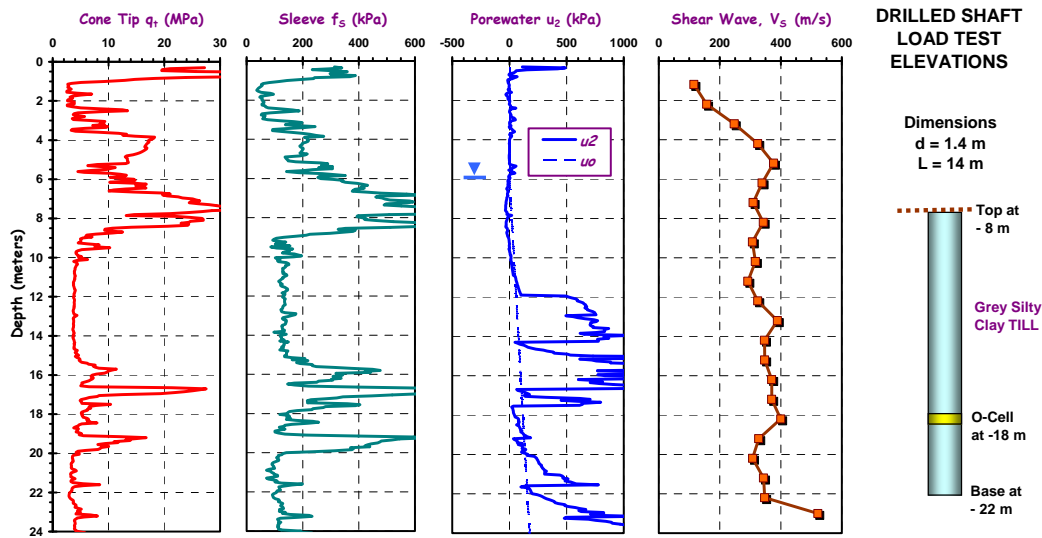 Cone Tip qₜ (MPa)
0 10 20 30
Sleeve fₛ (kPa)
0 200 400 600
Porewater u₂ (kPa)
-500 0 500 1000
Shear Wave, Vₛ (m/s)
0 200 400 600
Depth (meters)
0
2
4
6
8
10
12
14
16
18
20
22
24
u2
uo
DRILLED SHAFT
LOAD TEST
ELEVATIONS
Dimensions
d = 1.4 m
L = 14 m
Top at
- 8 m
Grey Silty
Clay TILL
O-Cell
at -18 m
Base at
- 22 m